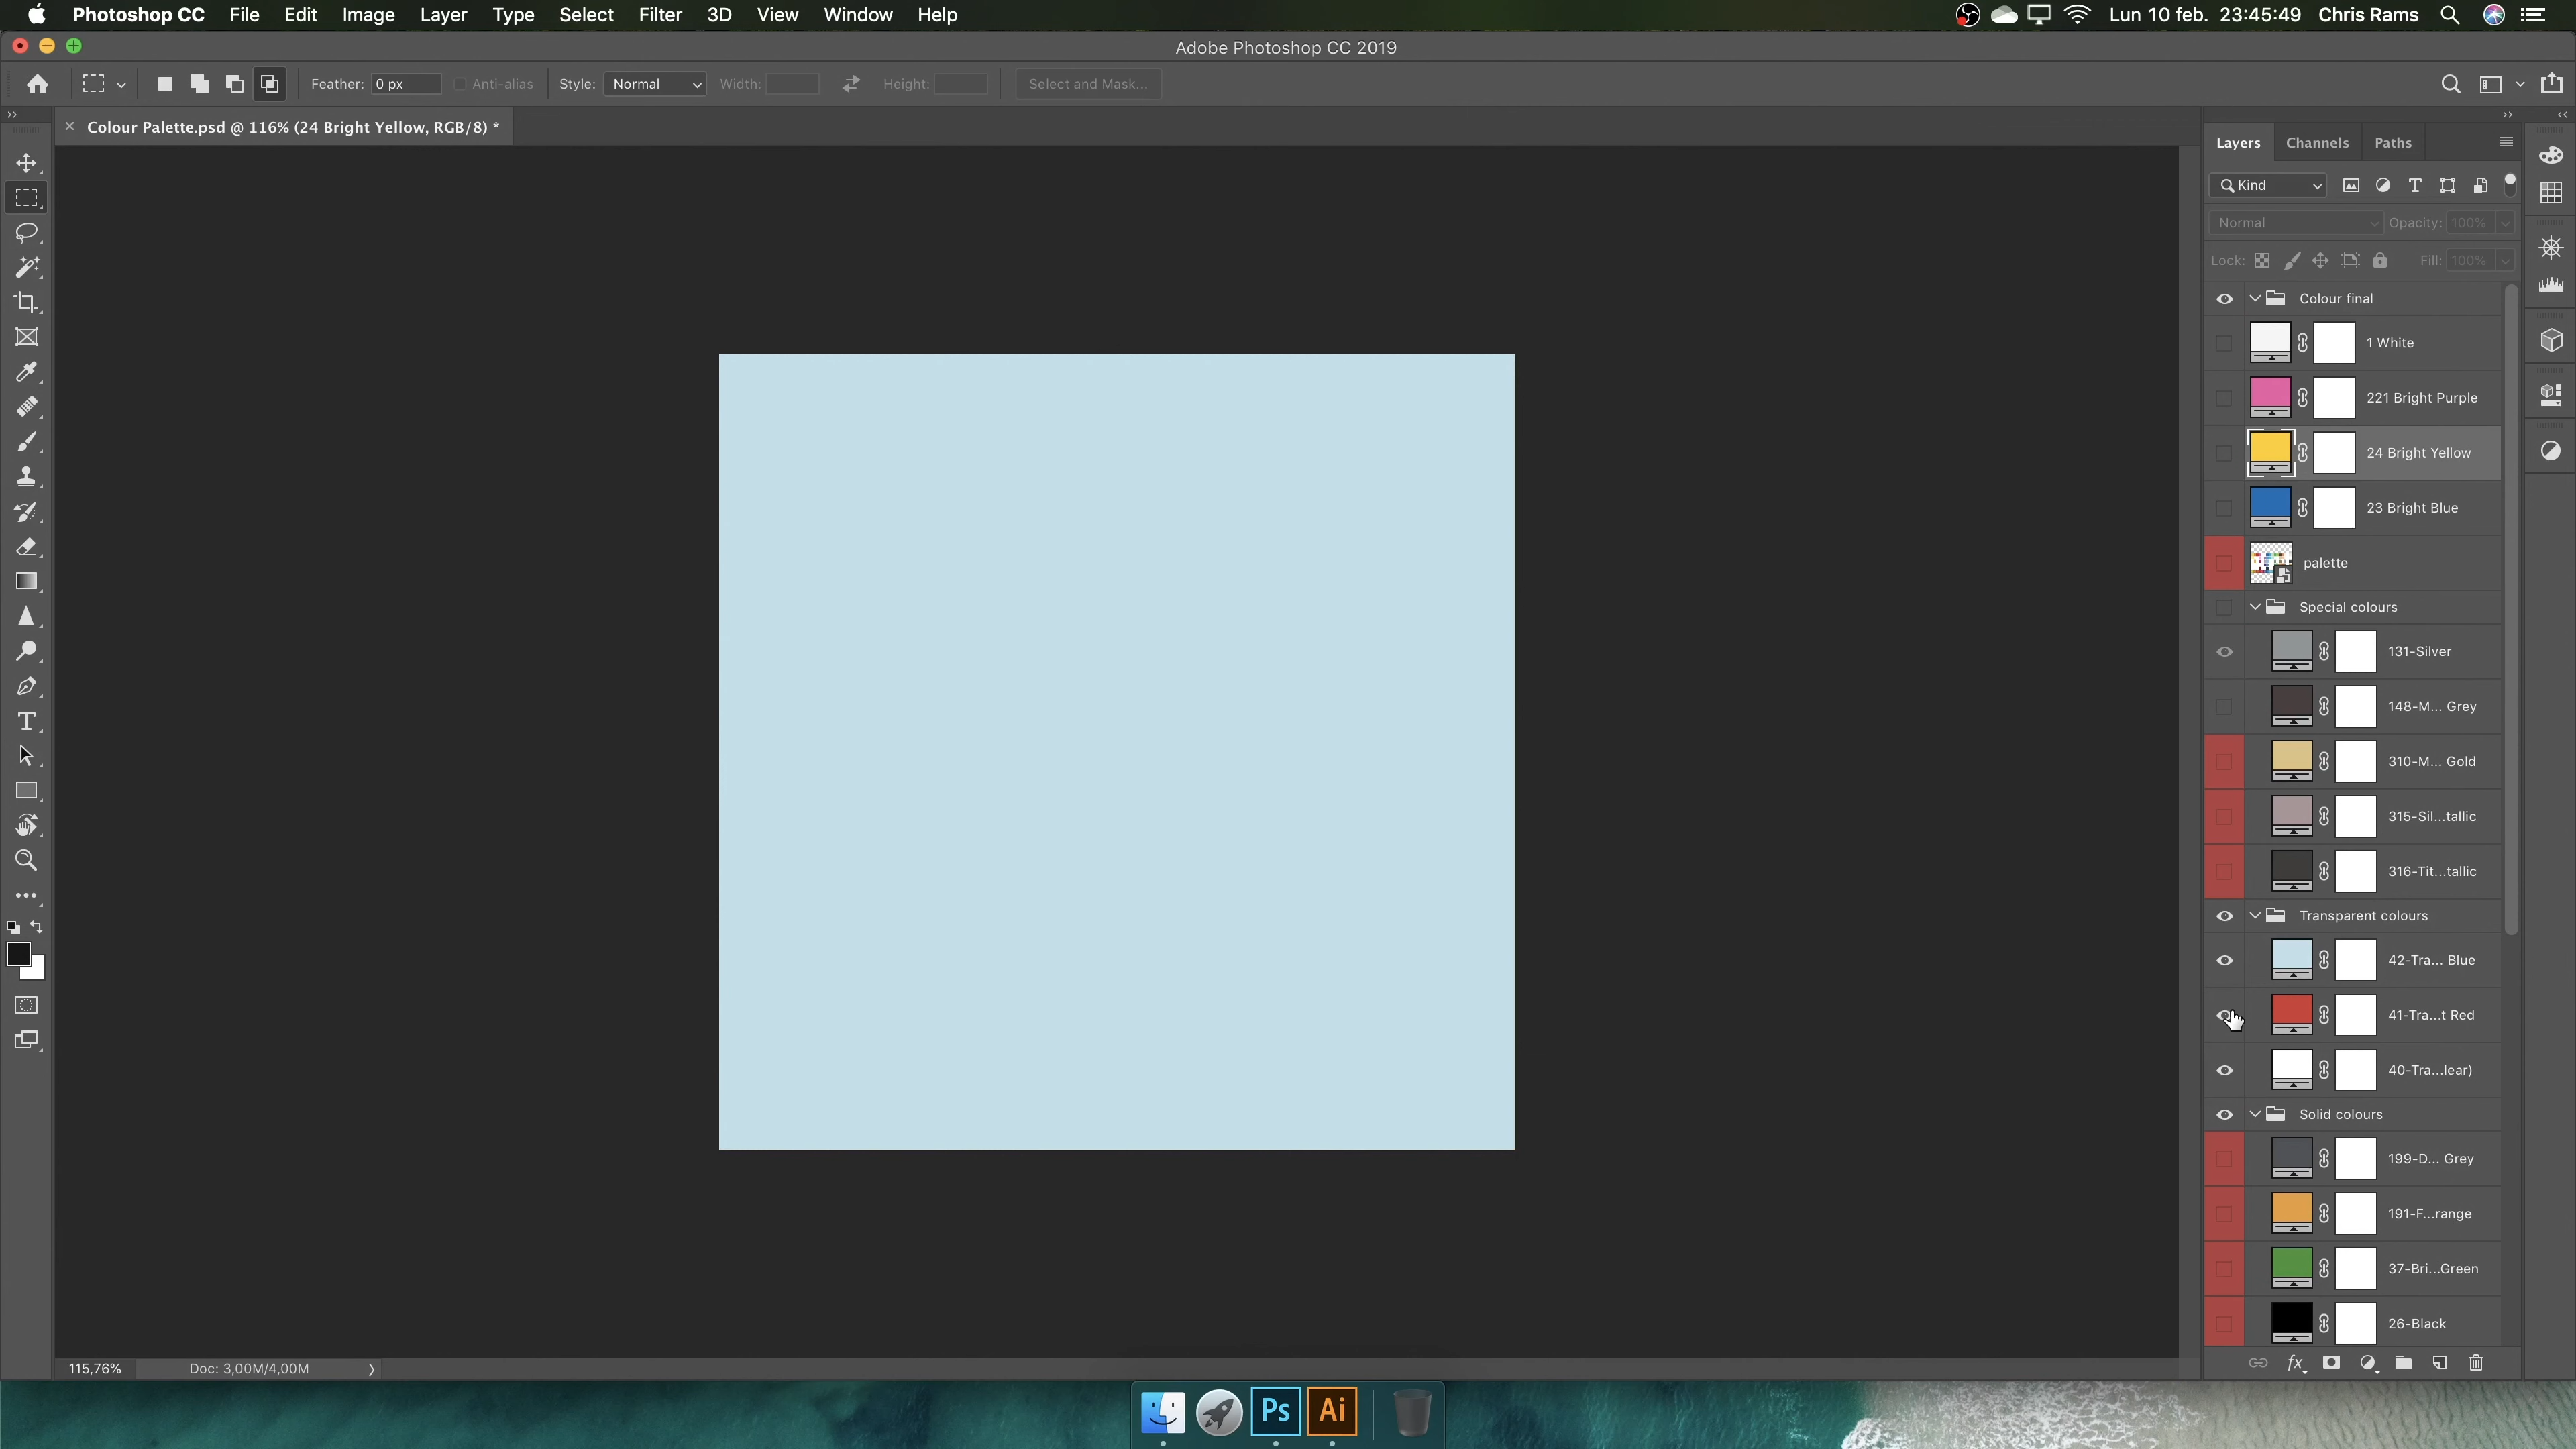 Photoshop CC File Edit Image Layer Type Select Filter 3D View Window Help
Lun 10 feb. 23:45:49 Chris Rams
Adobe Photoshop CC 2019
Feather: 0 px Anti-alias Style: Normal Width: Height: Select and Mask...
× Colour Palette.psd @ 116% (24 Bright Yellow, RGB/8) *
Layers Channels Paths
Kind
Normal Opacity: 100%
Lock: Fill: 100%
Colour final
1 White
221 Bright Purple
24 Bright Yellow
23 Bright Blue
palette
Special colours
131-Silver
148-M... Grey
310-M... Gold
315-Sil...tallic
316-Tit...tallic
Transparent colours
42-Tra... Blue
41-Tra...t Red
40-Tra...lear)
Solid colours
199-D... Grey
191-F...range
37-Bri...Green
26-Black
fx
115,76% Doc: 3,00M/4,00M
Ps Ai